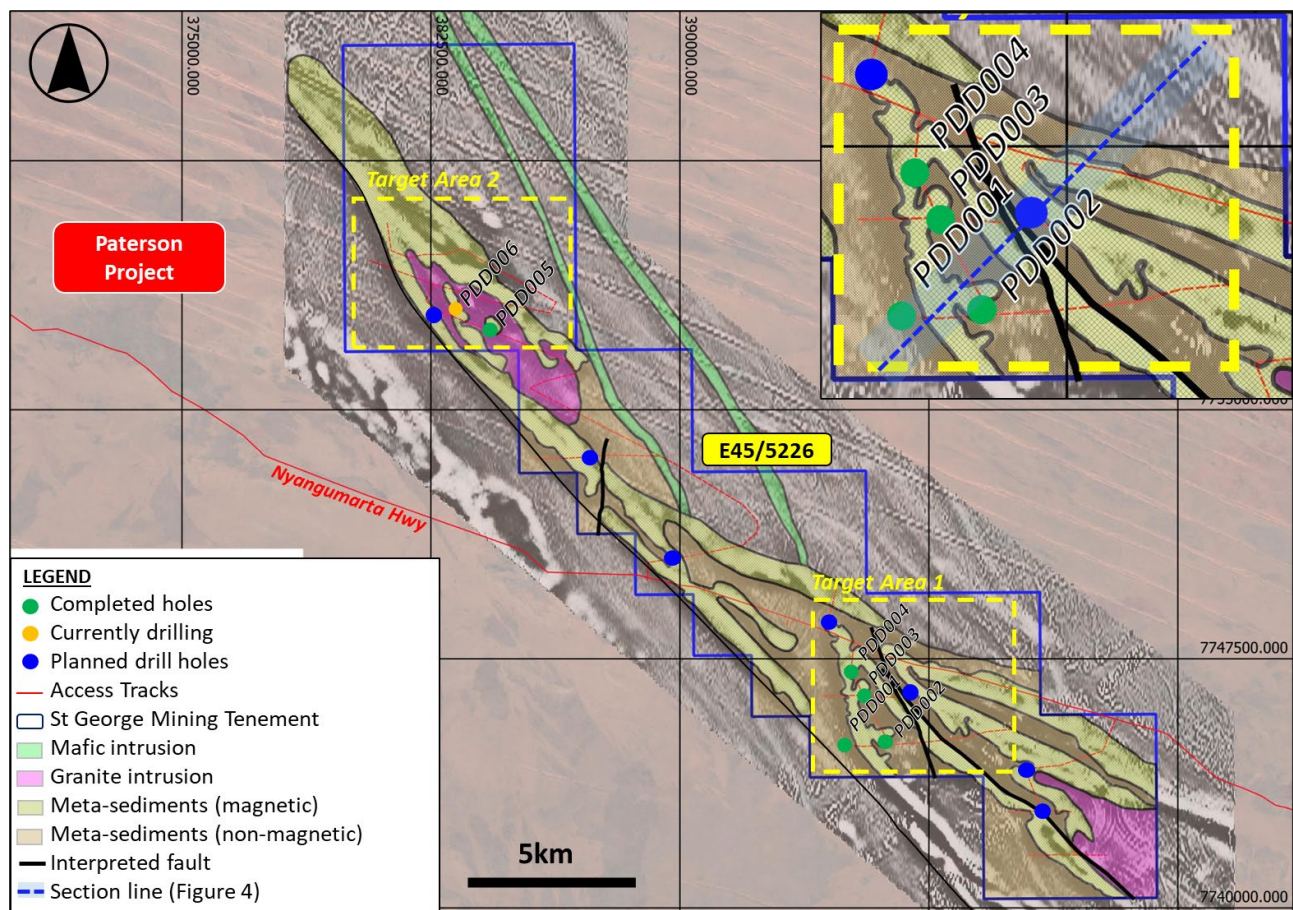 375000.000
382500.000
390000.000
Target Area 2
Paterson
Project
PDD006
PDD005
PDD004
PDD003
PDD001
PDD002
E45/5226
Nyangumarta Hwy
Target Area 1
PDD004
PDD003
PDD001
PDD002
7747500.000
7740000.000
5km
LEGEND
Completed holes
Currently drilling
Planned drill holes
Access Tracks
St George Mining Tenement
Mafic intrusion
Granite intrusion
Meta-sediments (magnetic)
Meta-sediments (non-magnetic)
Interpreted fault
Section line (Figure 4)